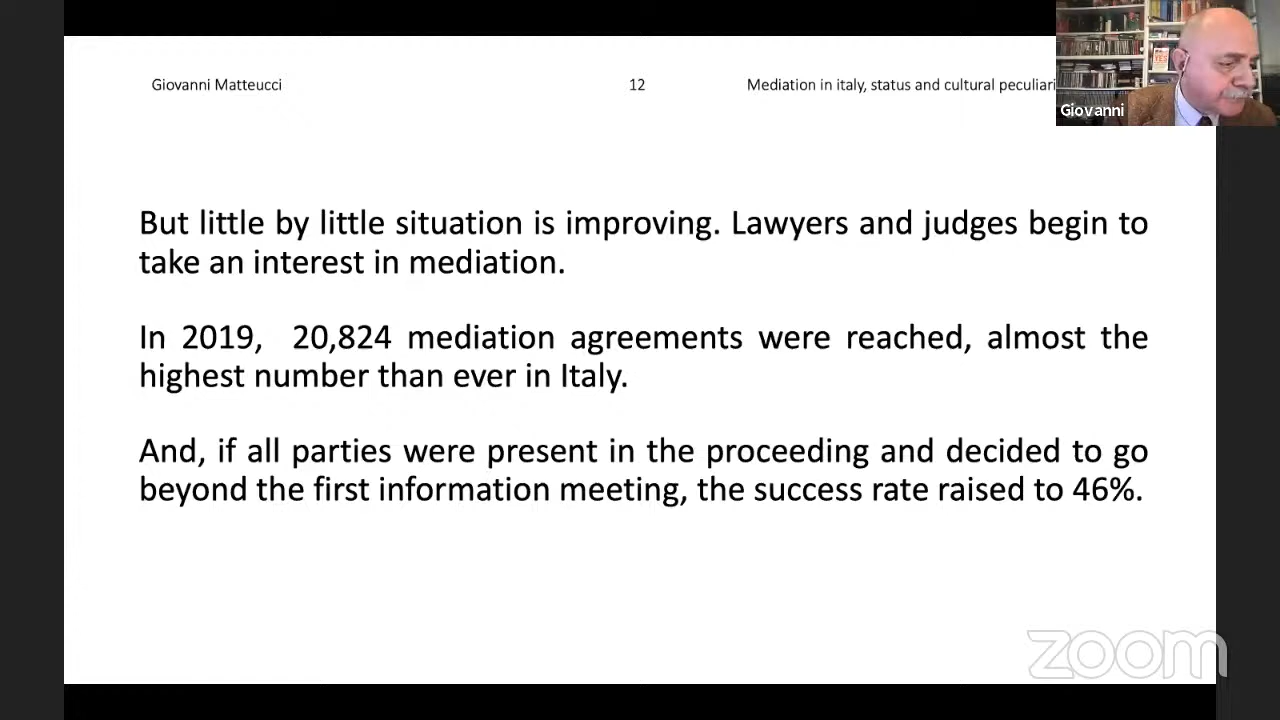 Giovanni Matteucci 12 Mediation in italy, status and cultural peculiari
Giovanni
But little by little situation is improving. Lawyers and judges begin to
take an interest in mediation.
In 2019, 20,824 mediation agreements were reached, almost the
highest number than ever in Italy.
And, if all parties were present in the proceeding and decided to go
beyond the first information meeting, the success rate raised to 46%.
zoom